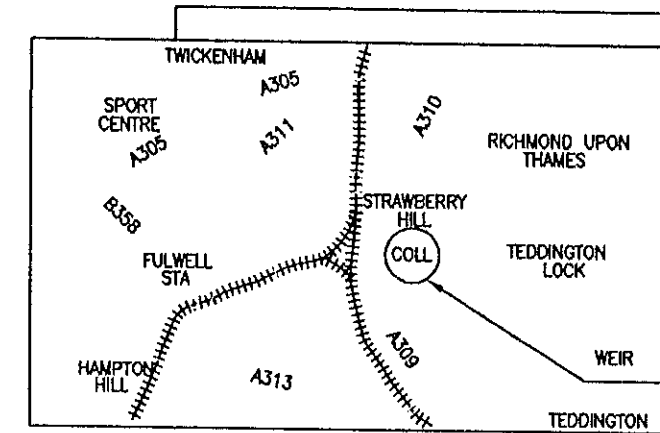 TWICKENHAM
A305
SPORT
CENTRE
A305
A311
A310
RICHMOND UPON
THAMES
B358
STRAWBERRY
HILL
COLL
FULWELL
STA
TEDDINGTON
LOCK
HAMPTON
HILL
A313
A309
WEIR
TEDDINGTON